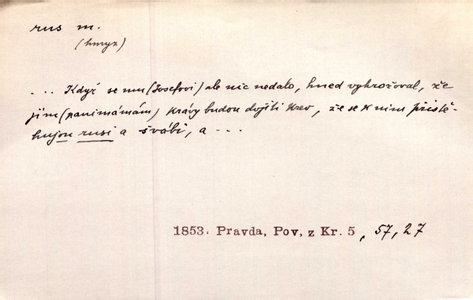 rus m.
(hmyz)
... Když se mu (Josefovi) ale nic nedalo, hned vyhrožoval, že
jim (panimámám) krávy budou dojiti krev, že se k nim přistě-
hujou rusi a švábi, a ...
1853. Pravda, Pov. z Kr. 5, 57, 27